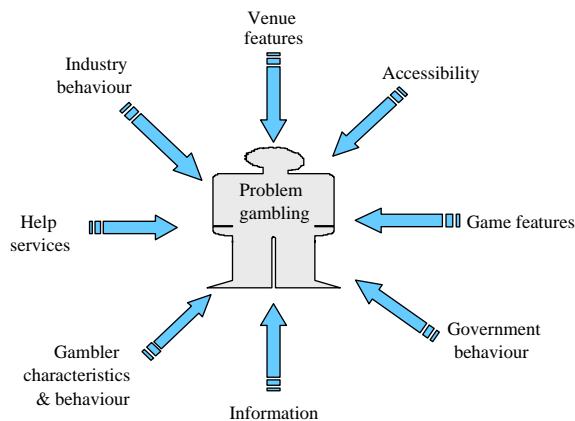 Venue
features
Industry
behaviour
Accessibility
Problem
gambling
Help
services
Game features
Government
behaviour
Gambler
characteristics
& behaviour
Information